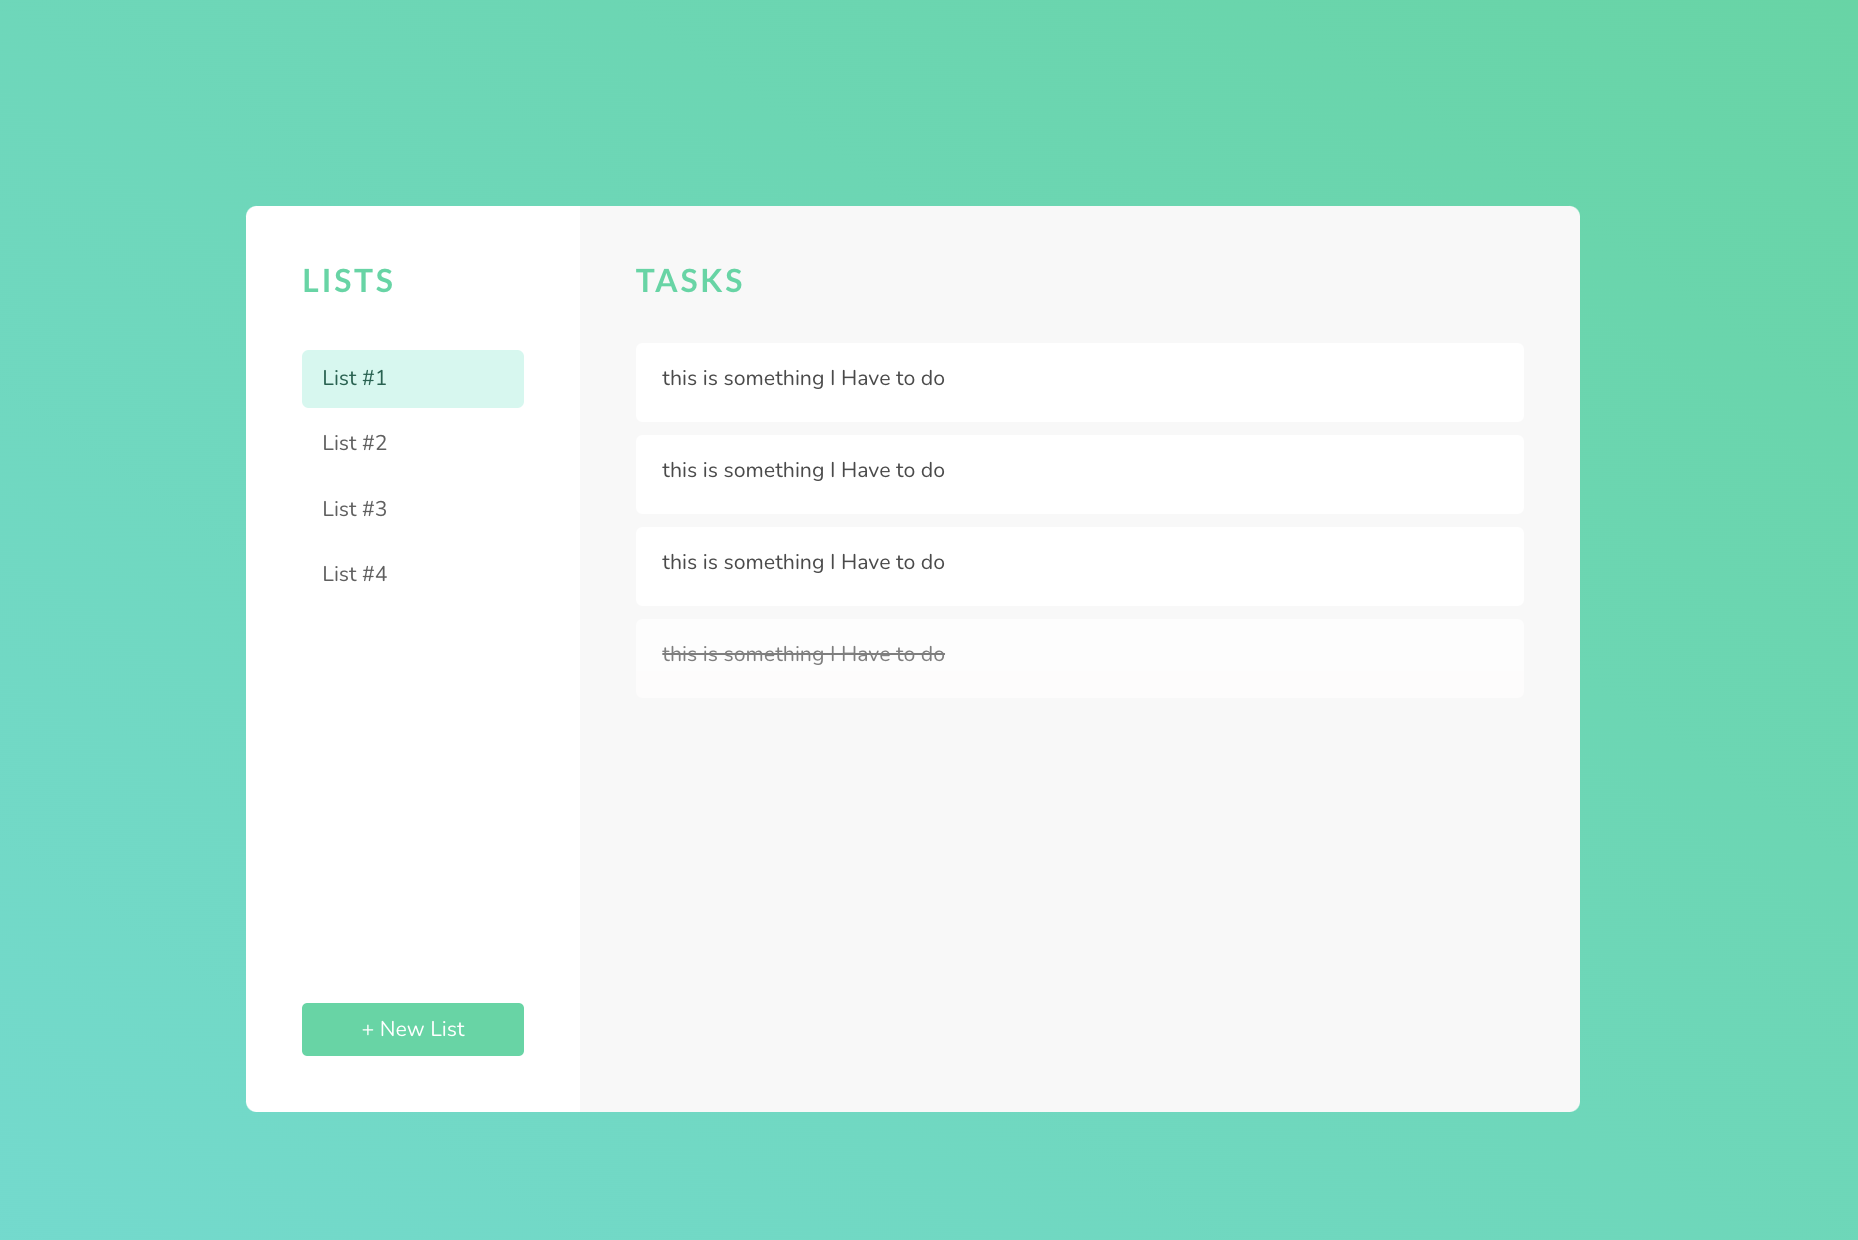 LISTS
List #1
List #2
List #3
List #4
+ New List
TASKS
this is something I Have to do
this is something I Have to do
this is something I Have to do
this is something I Have to do